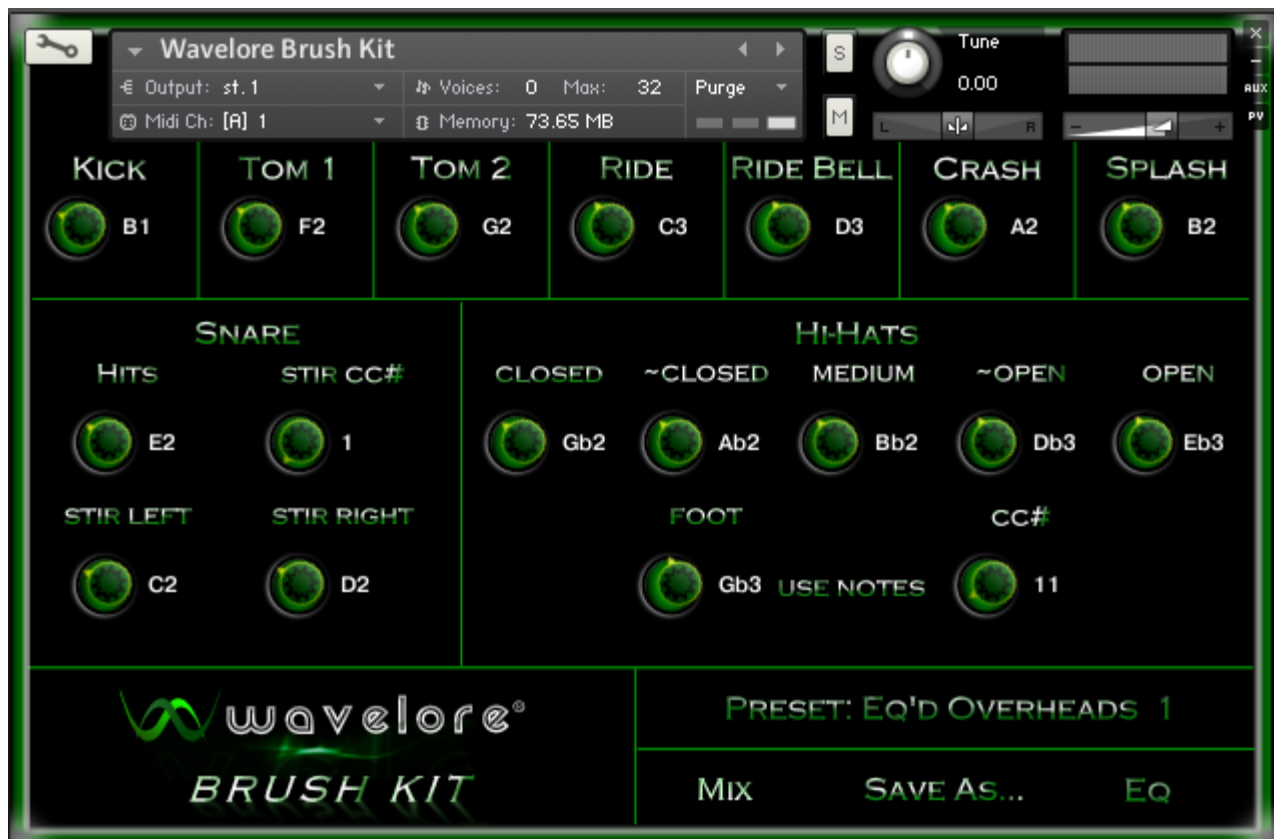 Wavelore Brush Kit
S
Tune
X
Output: st.1
Voices: 0 Max: 32
Purge
0.00
AUX
Midi Ch: [A] 1
Memory: 73.65 MB
M
L R
- +
PV
KICK TOM 1 TOM 2 RIDE RIDE BELL CRASH SPLASH
B1 F2 G2 C3 D3 A2 B2
SNARE
HITS STIR CC#
E2 1
STIR LEFT STIR RIGHT
C2 D2
HI-HATS
CLOSED ~CLOSED MEDIUM ~OPEN OPEN
Gb2 Ab2 Bb2 Db3 Eb3
FOOT CC#
Gb3 USE NOTES 11
wavelore®
BRUSH KIT
PRESET: EQ'D OVERHEADS 1
MIX SAVE AS... EQ